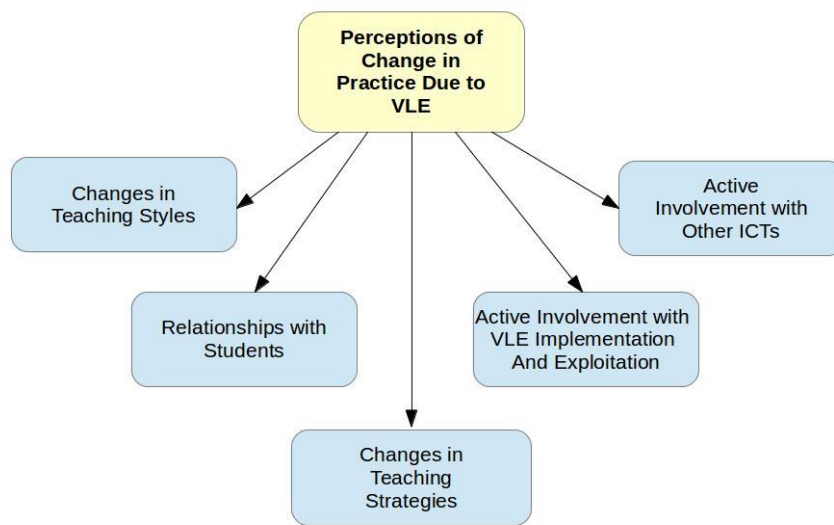 Perceptions of
Change in
Practice Due to
VLE
Changes in
Teaching Styles
Active
Involvement with
Other ICTs
Relationships with
Students
Active Involvement with
VLE Implementation
And Exploitation
Changes in
Teaching
Strategies